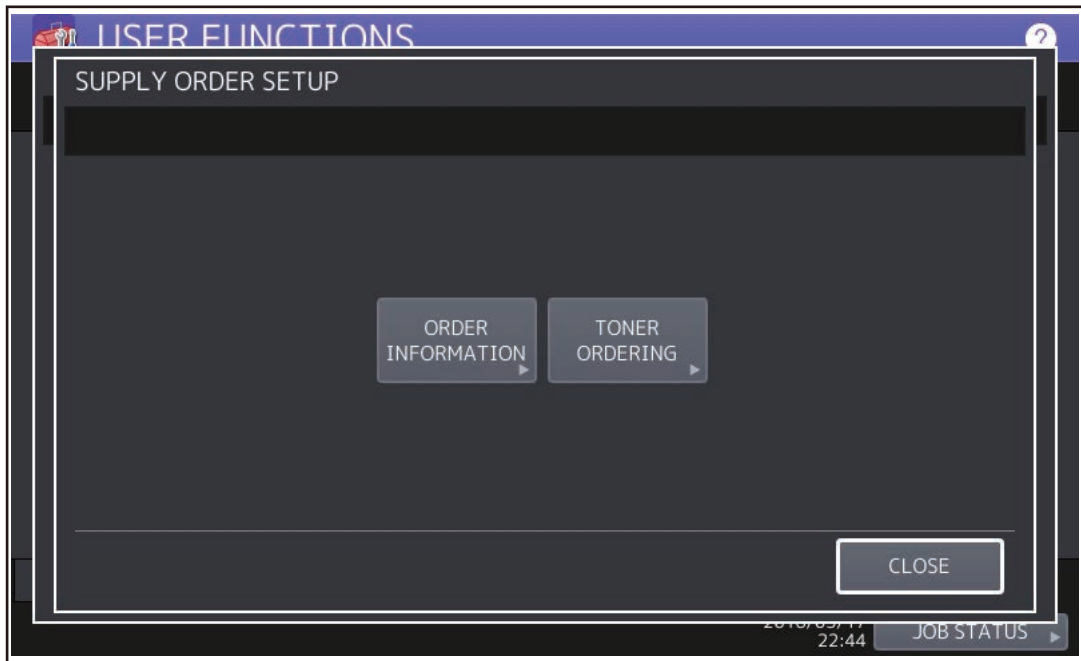 USER FUNCTIONS
?
SUPPLY ORDER SETUP
ORDER
INFORMATION
TONER
ORDERING
CLOSE
22:44
JOB STATUS